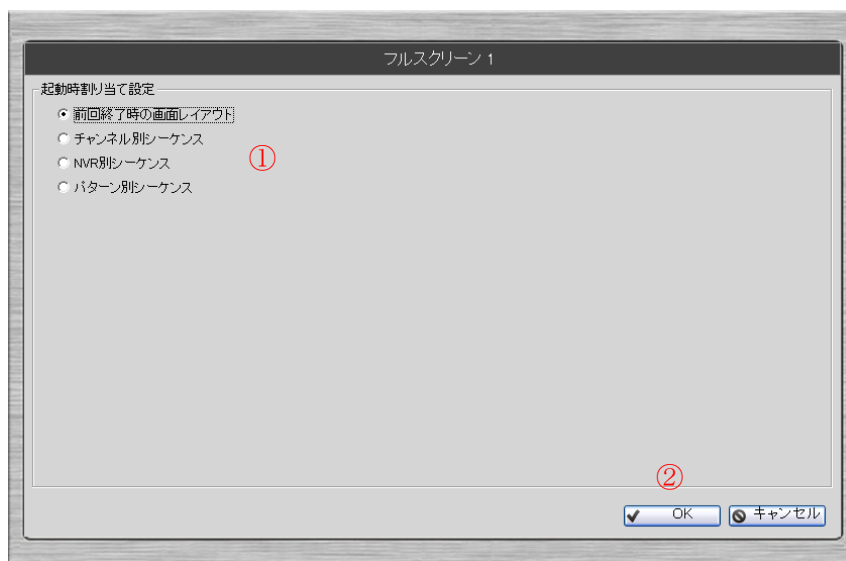 フルスクリーン 1
起動時割り当て設定
前回終了時の画面レイアウト
チャンネル別シーケンス
NVR別シーケンス
①
パターン別シーケンス
②
OK
キャンセル